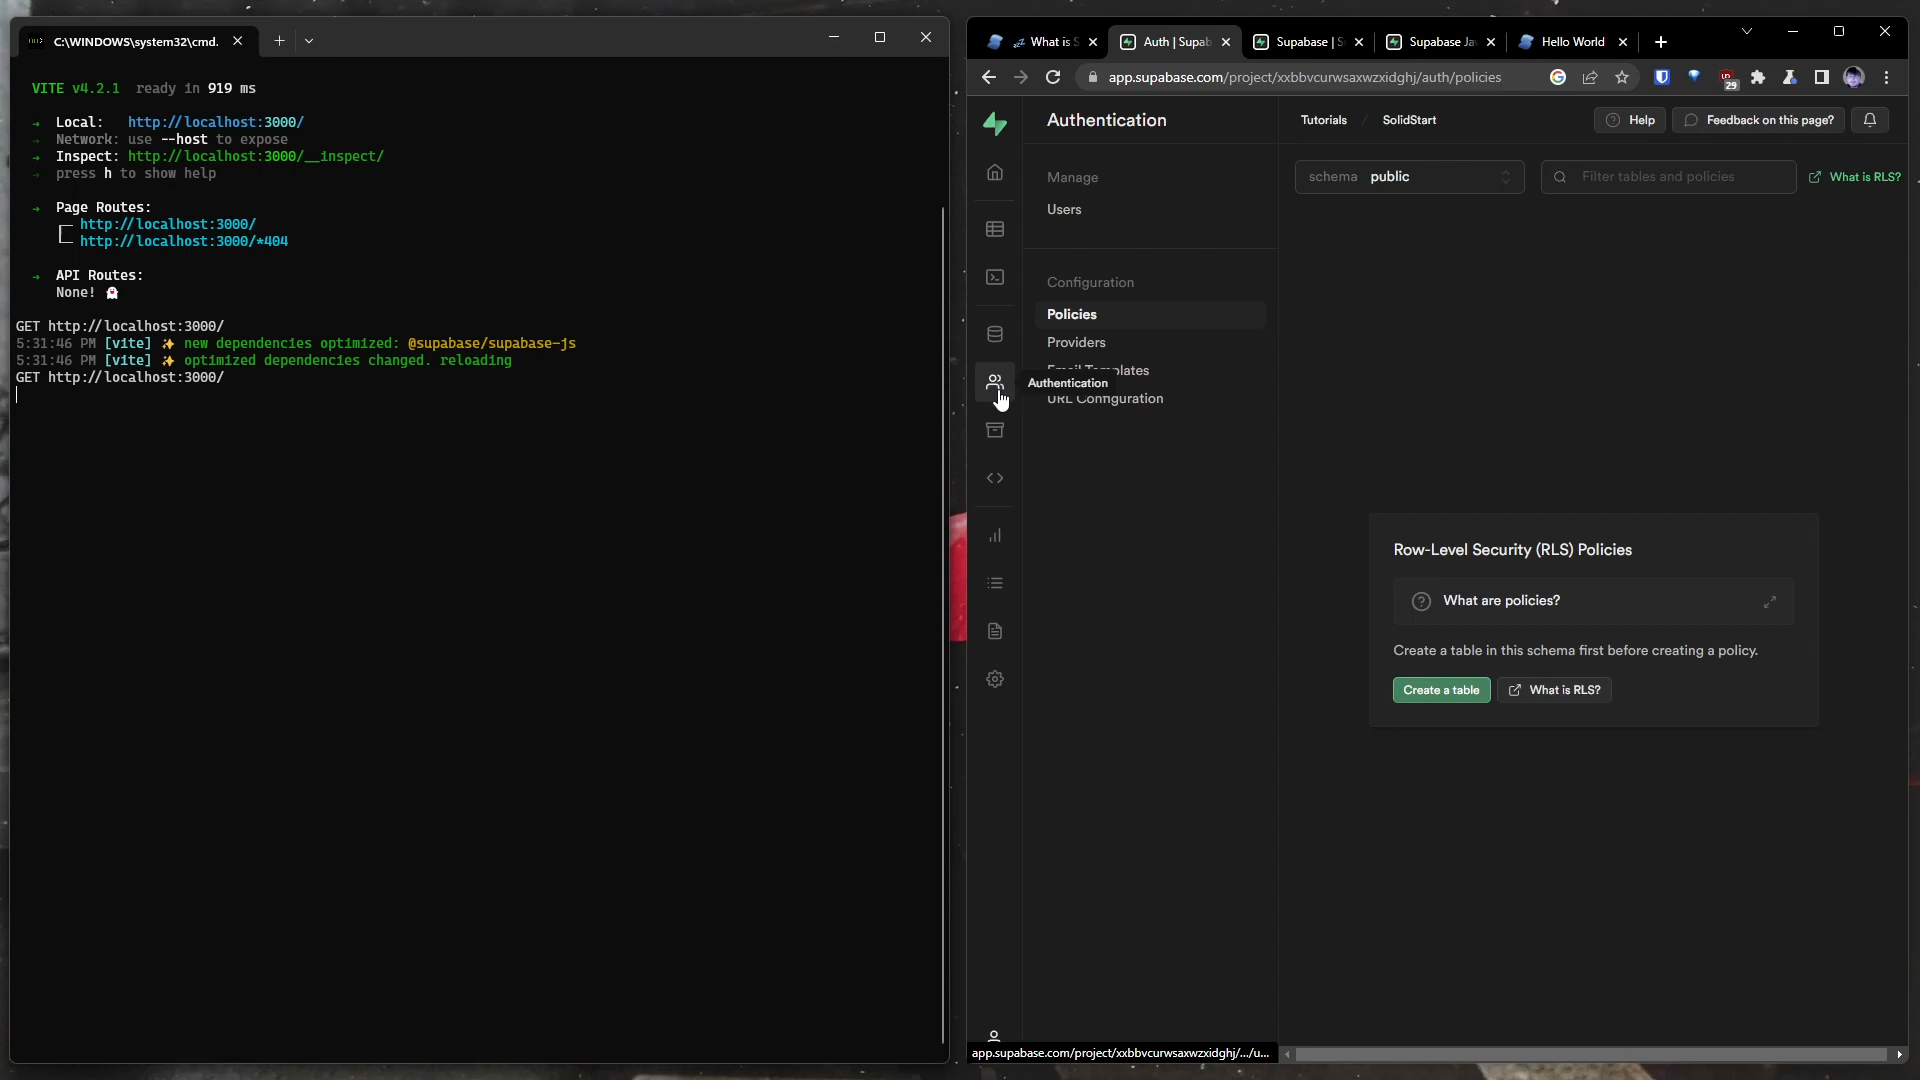 C:\WINDOWS\system32\cmd.
VITE v4.2.1 ready in 919 ms
→ Local: http://localhost:3000/
→ Network: use --host to expose
→ Inspect: http://localhost:3000/__inspect/
→ press h to show help
→ Page Routes:
http://localhost:3000/
http://localhost:3000/*404
→ API Routes:
None! 👻
GET http://localhost:3000/
5:31:46 PM [vite] ✨ new dependencies optimized: @supabase/supabase-js
5:31:46 PM [vite] ✨ optimized dependencies changed. reloading
GET http://localhost:3000/
💤 What is S
Auth | Supab
Supabase | S
Supabase Ja
Hello World
app.supabase.com/project/xxbbvcurwsaxwzxidghj/auth/policies
29
Authentication
Tutorials / SolidStart
Help
Feedback on this page?
Manage
Users
Configuration
Policies
Providers
Email Templates
Authentication
URL Configuration
schema public
Filter tables and policies
What is RLS?
Row-Level Security (RLS) Policies
What are policies?
Create a table in this schema first before creating a policy.
Create a table
What is RLS?
app.supabase.com/project/xxbbvcurwsaxwzxidghj/.../u...